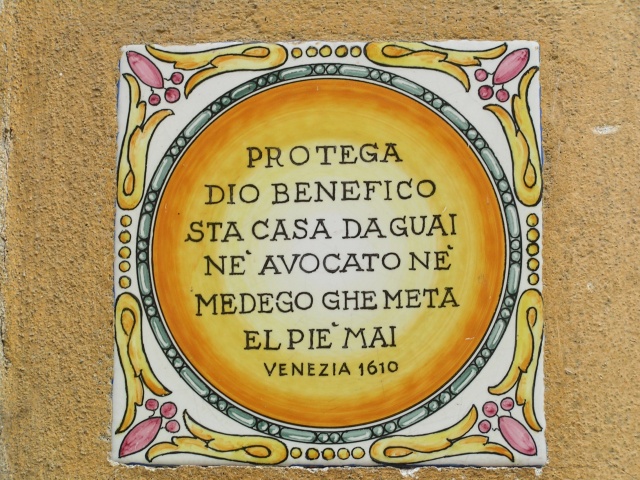 PROTEGA
DIO BENEFICO
STA CASA DA GUAI
NE` AVOCATO NE`
MEDEGO GHE META
EL PIE` MAI
VENEZIA 1610